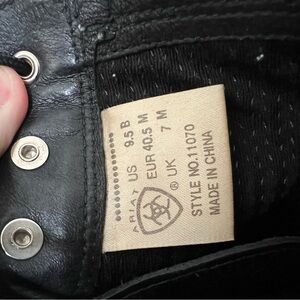 ARIAT
®
US 9.5 B
EUR 40.5 M
UK 7 M
STYLE NO.11070
MADE IN CHINA